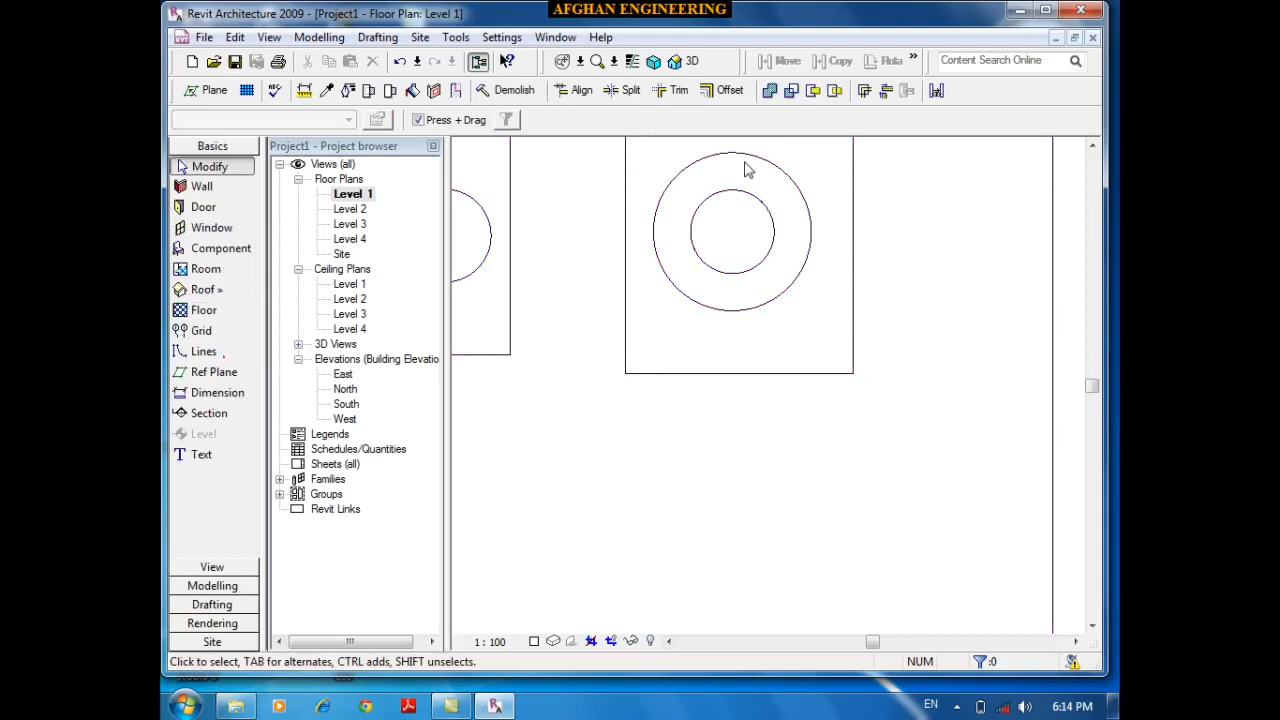 AFGHAN ENGINEERING
Revit Architecture 2009 - [Project1 - Floor Plan: Level 1]
File Edit View Modelling Drafting Site Tools Settings Window Help
3D Move Copy Rota » Content Search Online
Plane Demolish Align Split Trim Offset
Press + Drag
Basics
Modify
Wall
Door
Window
Component
Room
Roof »
Floor
Grid
Lines
Ref Plane
Dimension
Section
Level
Text
View
Modelling
Drafting
Rendering
Site
Project1 - Project browser
Views (all)
Floor Plans
Level 1
Level 2
Level 3
Level 4
Site
Ceiling Plans
Level 1
Level 2
Level 3
Level 4
3D Views
Elevations (Building Elevatio
East
North
South
West
Legends
Schedules/Quantities
Sheets (all)
Families
Groups
Revit Links
1 : 100
Click to select, TAB for alternates, CTRL adds, SHIFT unselects.
NUM
:0
EN
6:14 PM